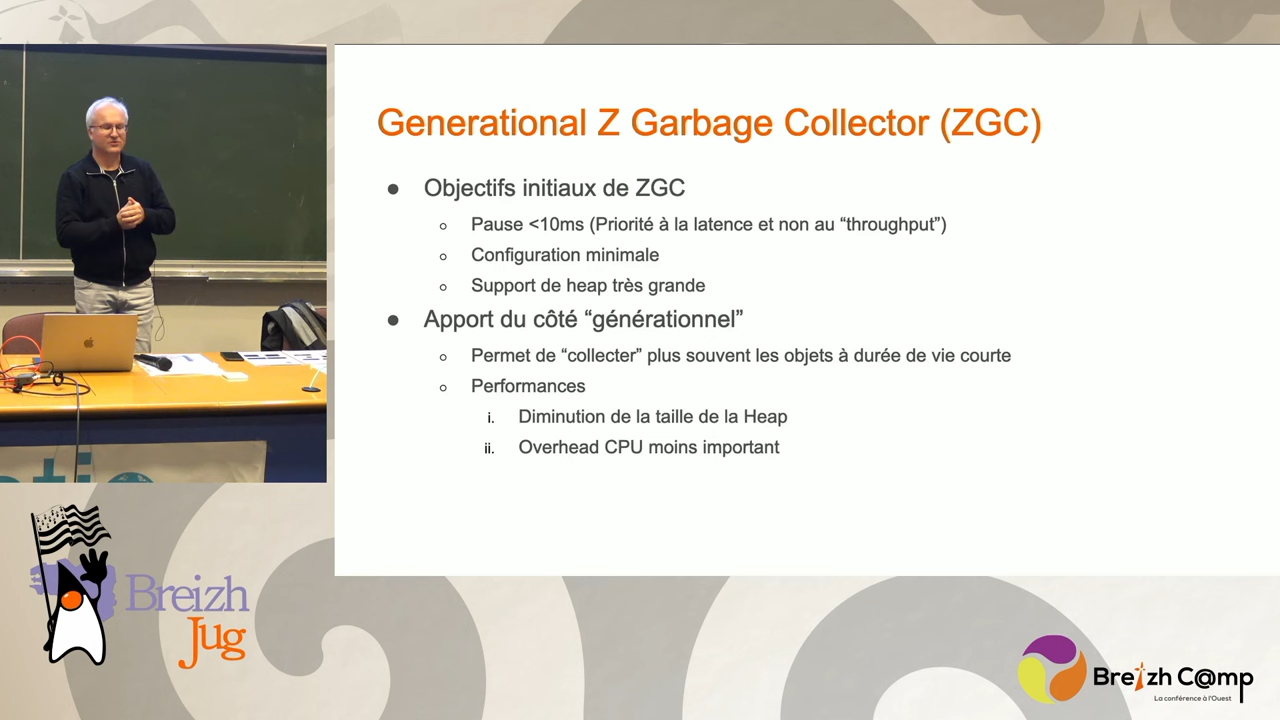 Generational Z Garbage Collector (ZGC)
● Objectifs initiaux de ZGC
○ Pause <10ms (Priorité à la latence et non au “throughput”)
○ Configuration minimale
○ Support de heap très grande
● Apport du côté “générationnel”
○ Permet de “collecter” plus souvent les objets à durée de vie courte
○ Performances
i. Diminution de la taille de la Heap
ii. Overhead CPU moins important
Breizh
Jug
Breizh C@mp
La conférence à l'Ouest